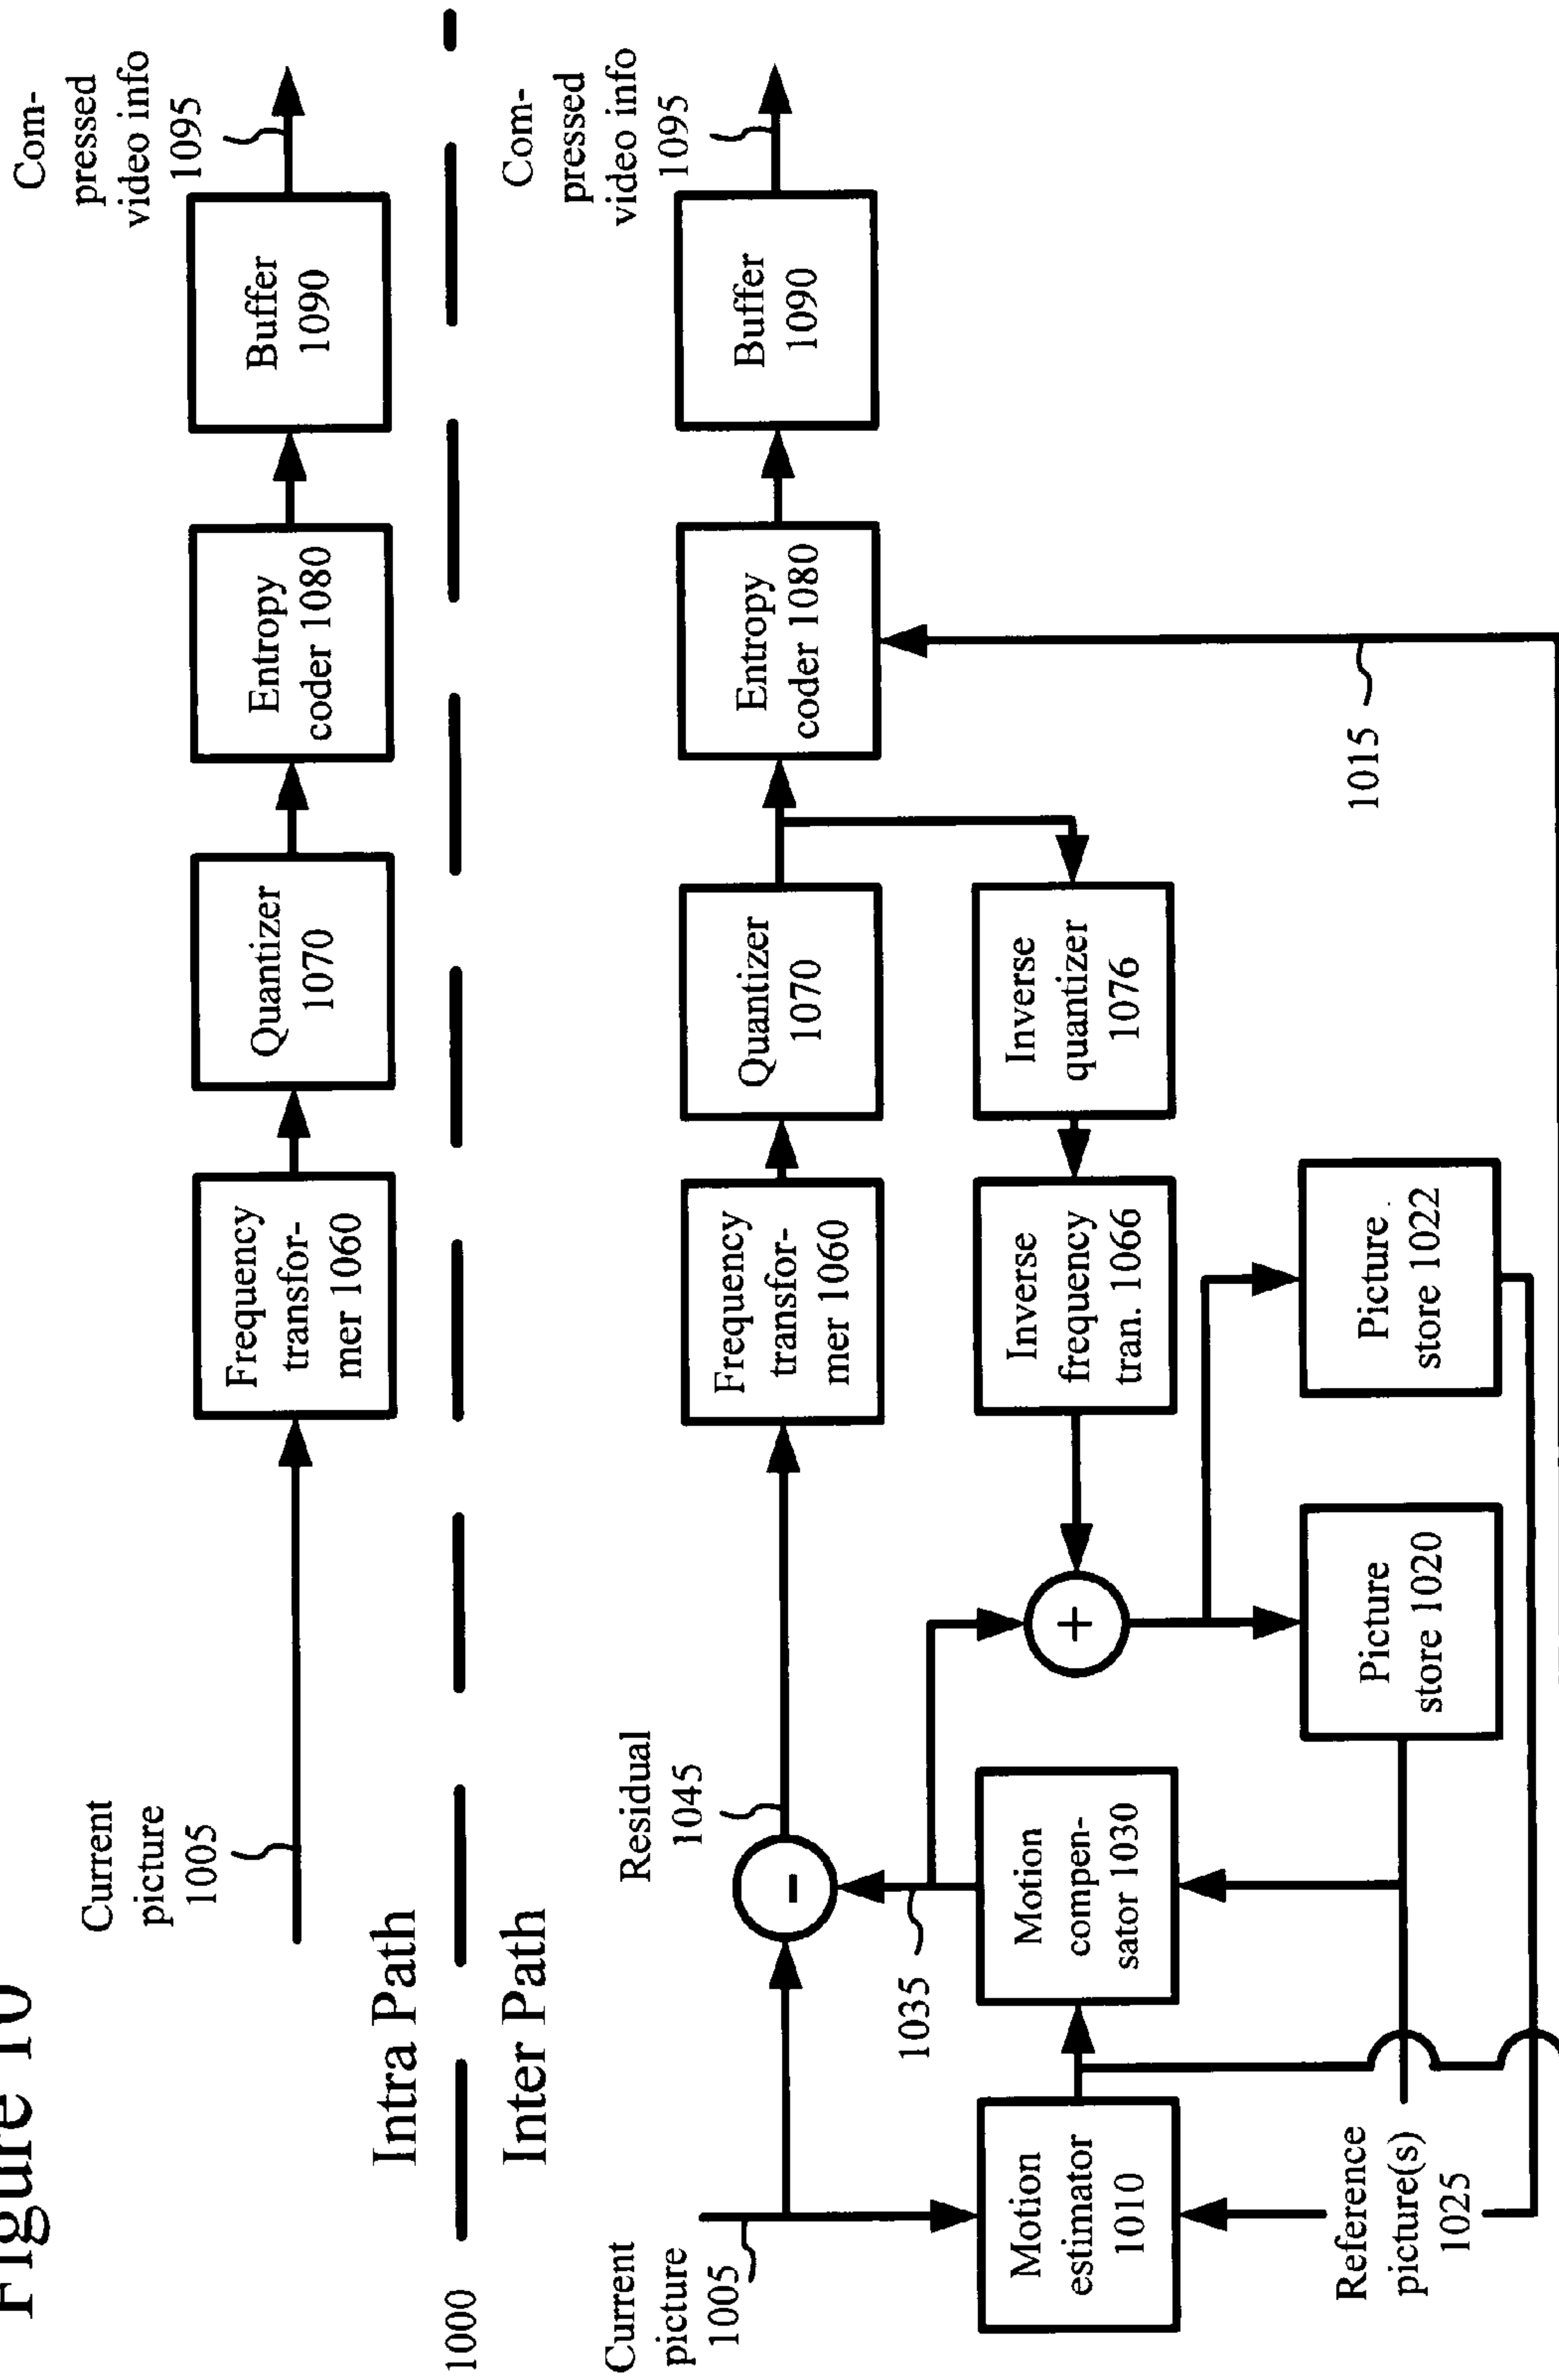 Figure 10
Current
picture
1005
Frequency
transfor-
mer 1060
Quantizer
1070
Entropy
coder 1080
Buffer
1090
Com-
pressed
video info
1095
Intra Path
1000
Inter Path
Current
picture
1005
Residual
1045
Frequency
transfor-
mer 1060
Quantizer
1070
Entropy
coder 1080
Buffer
1090
Com-
pressed
video info
1095
-
1035
Motion
estimator
1010
Motion
compen-
sator 1030
+
Inverse
frequency
tran. 1066
Inverse
quantizer
1076
Reference
picture(s)
1025
Picture
store 1020
Picture
store 1022
1015